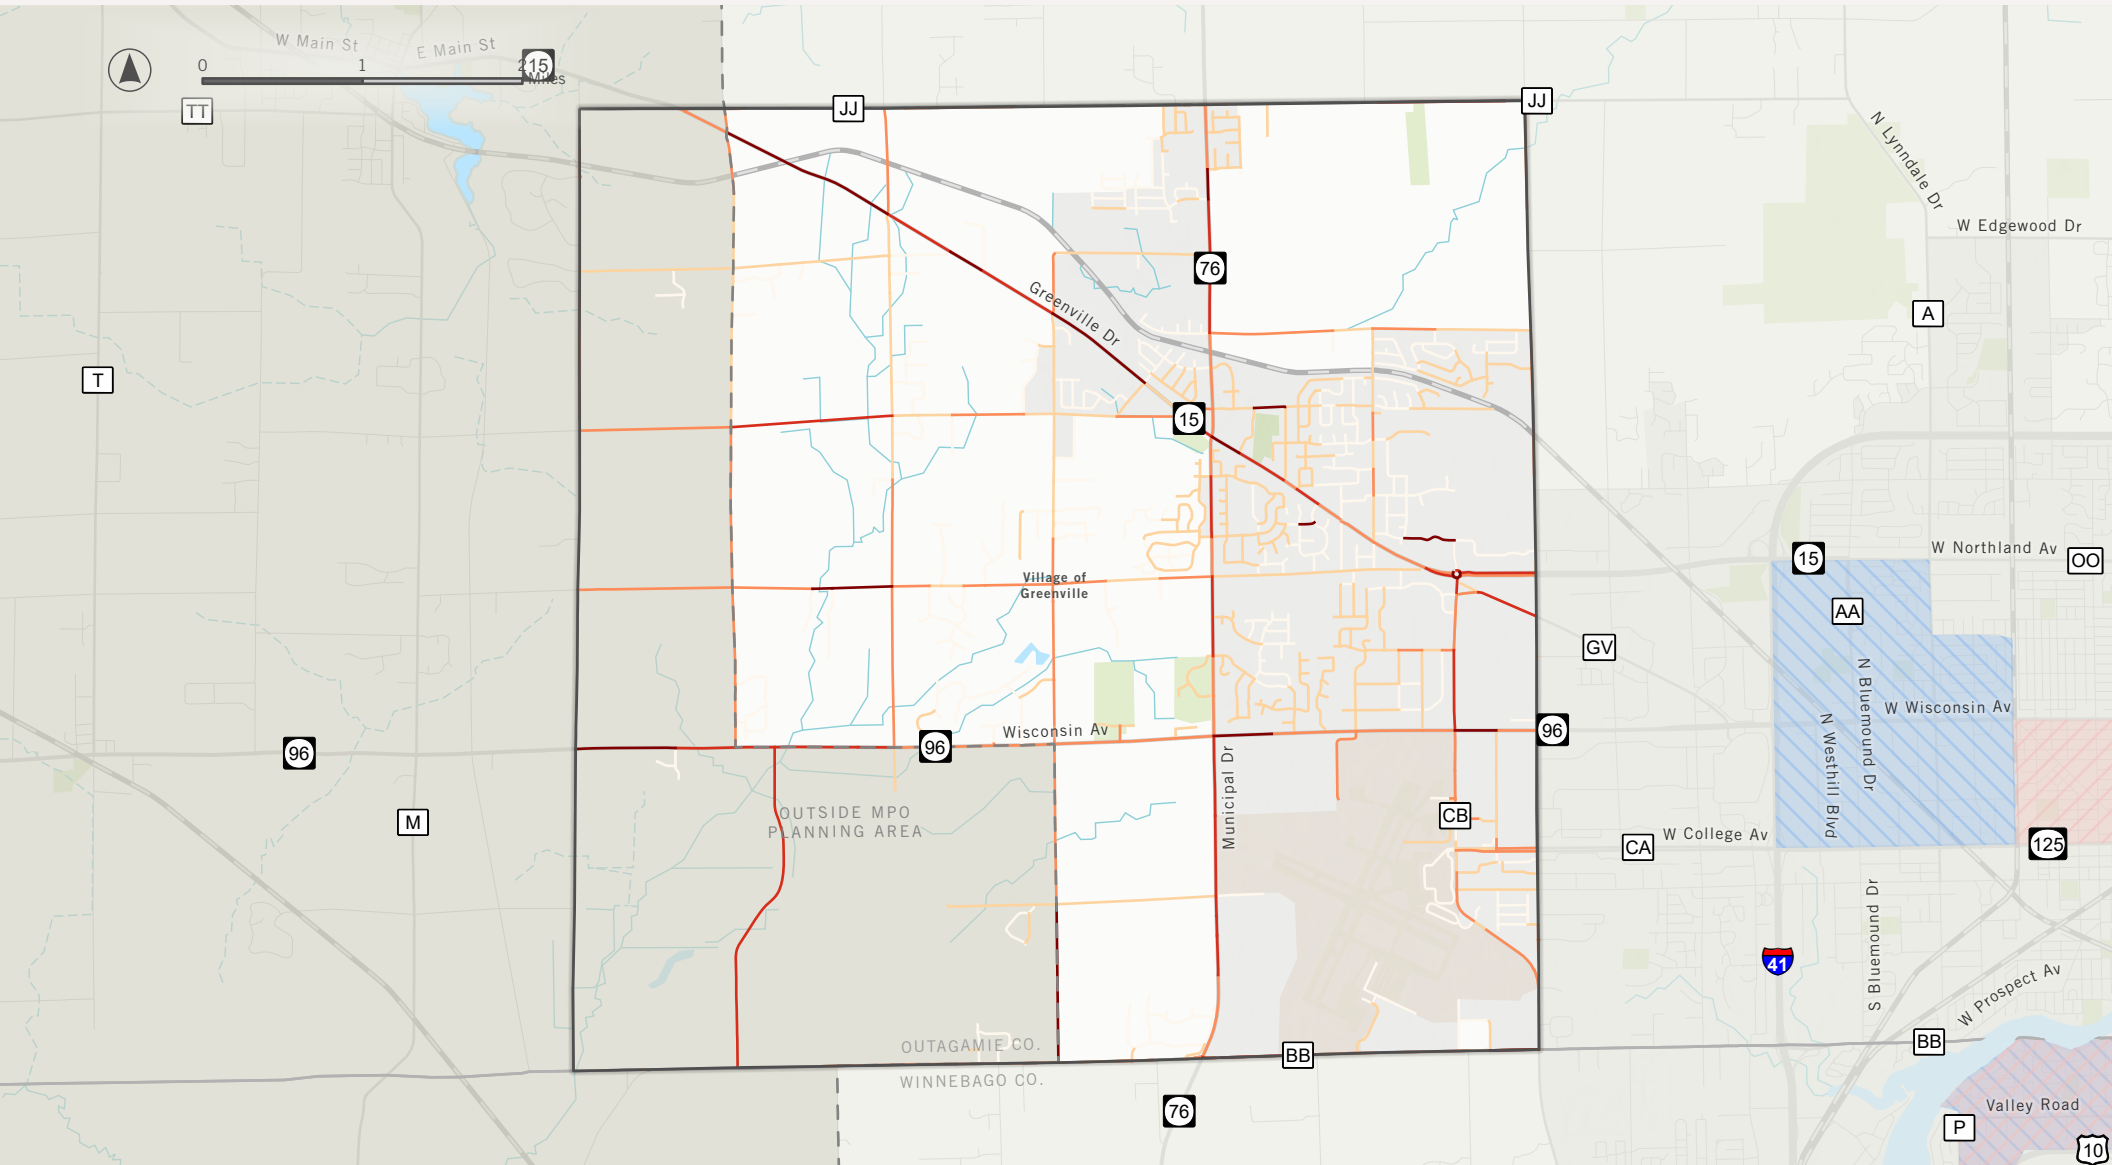 W Main St
E Main St
0
1
2
15
Miles
TT
JJ
JJ
N Lynndale Dr
W Edgewood Dr
76
A
Greenville Dr
T
15
W Northland Av
15
OO
Village of
Greenville
AA
GV
N Bluemound Dr
W Wisconsin Av
N Westhill Blvd
Wisconsin Av
96
96
96
Municipal Dr
OUTSIDE MPO
PLANNING AREA
M
CB
CA
W College Av
125
S Bluemound Dr
41
W Prospect Av
OUTAGAMIE CO.
BB
BB
WINNEBAGO CO.
76
Valley Road
P
10